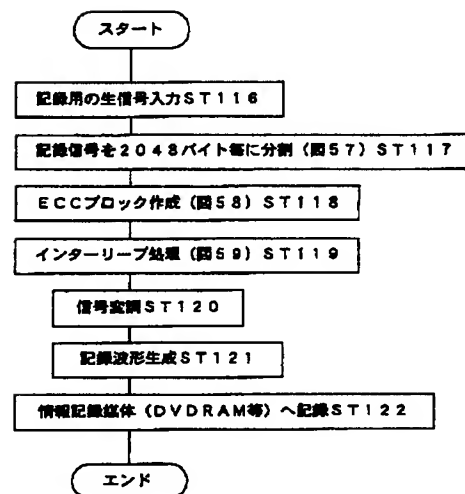 スタート
記録用の生信号入力ST116
記録信号を2048バイト毎に分割（図57）ST117
ECCブロック作成（図58）ST118
インターリーブ処理（図59）ST119
信号変調ST120
記録波形生成ST121
情報記録媒体（DVDRAM等）へ記録ST122
エンド